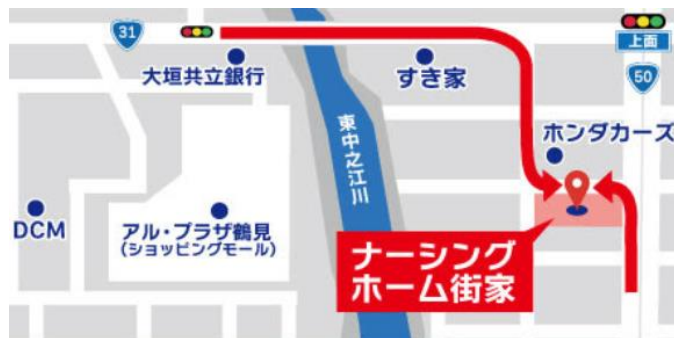 31
上面
50
大垣共立銀行
すき家
ホンダカーズ
東中之江川
DCM
アル・プラザ鶴見
(ショッピングモール)
ナーシング
ホーム街家